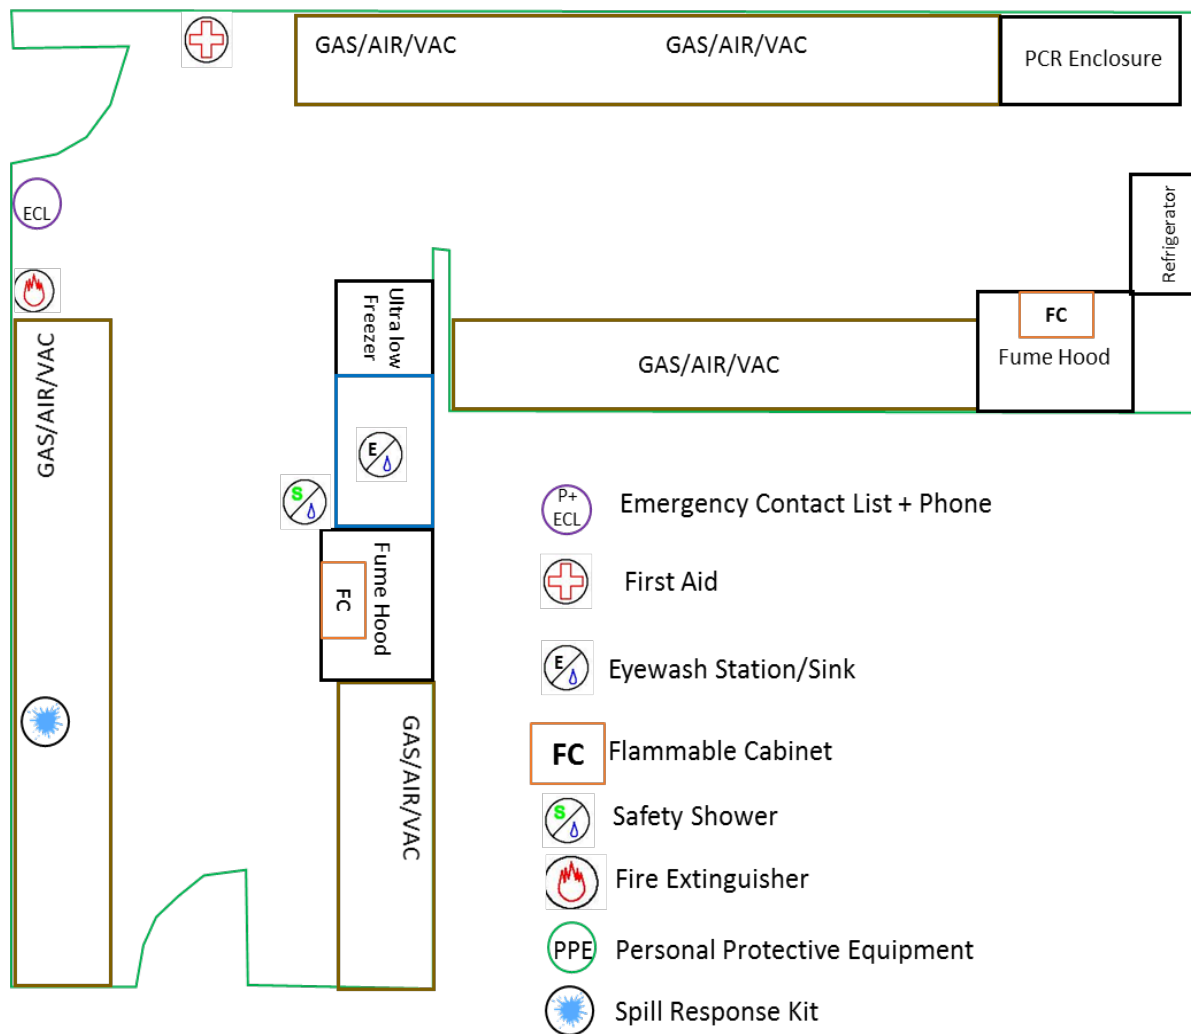 GAS/AIR/VAC
GAS/AIR/VAC
PCR Enclosure
ECL
Refrigerator
Ultra low
Freezer
FC
Fume Hood
GAS/AIR/VAC
GAS/AIR/VAC
E
S
Fume Hood
FC
GAS/AIR/VAC
P+
ECL
Emergency Contact List + Phone
First Aid
E
Eyewash Station/Sink
FC
Flammable Cabinet
S
Safety Shower
Fire Extinguisher
PPE
Personal Protective Equipment
Spill Response Kit